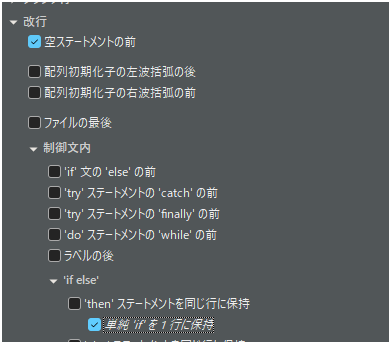 改行
空ステートメントの前
配列初期化子の左波括弧の後
配列初期化子の右波括弧の前
ファイルの最後
制御文内
'if' 文の 'else' の前
'try' ステートメントの 'catch' の前
'try' ステートメントの 'finally' の前
'do' ステートメントの 'while' の前
ラベルの後
'if else'
'then' ステートメントを同じ行に保持
単純 'if' を 1 行に保持